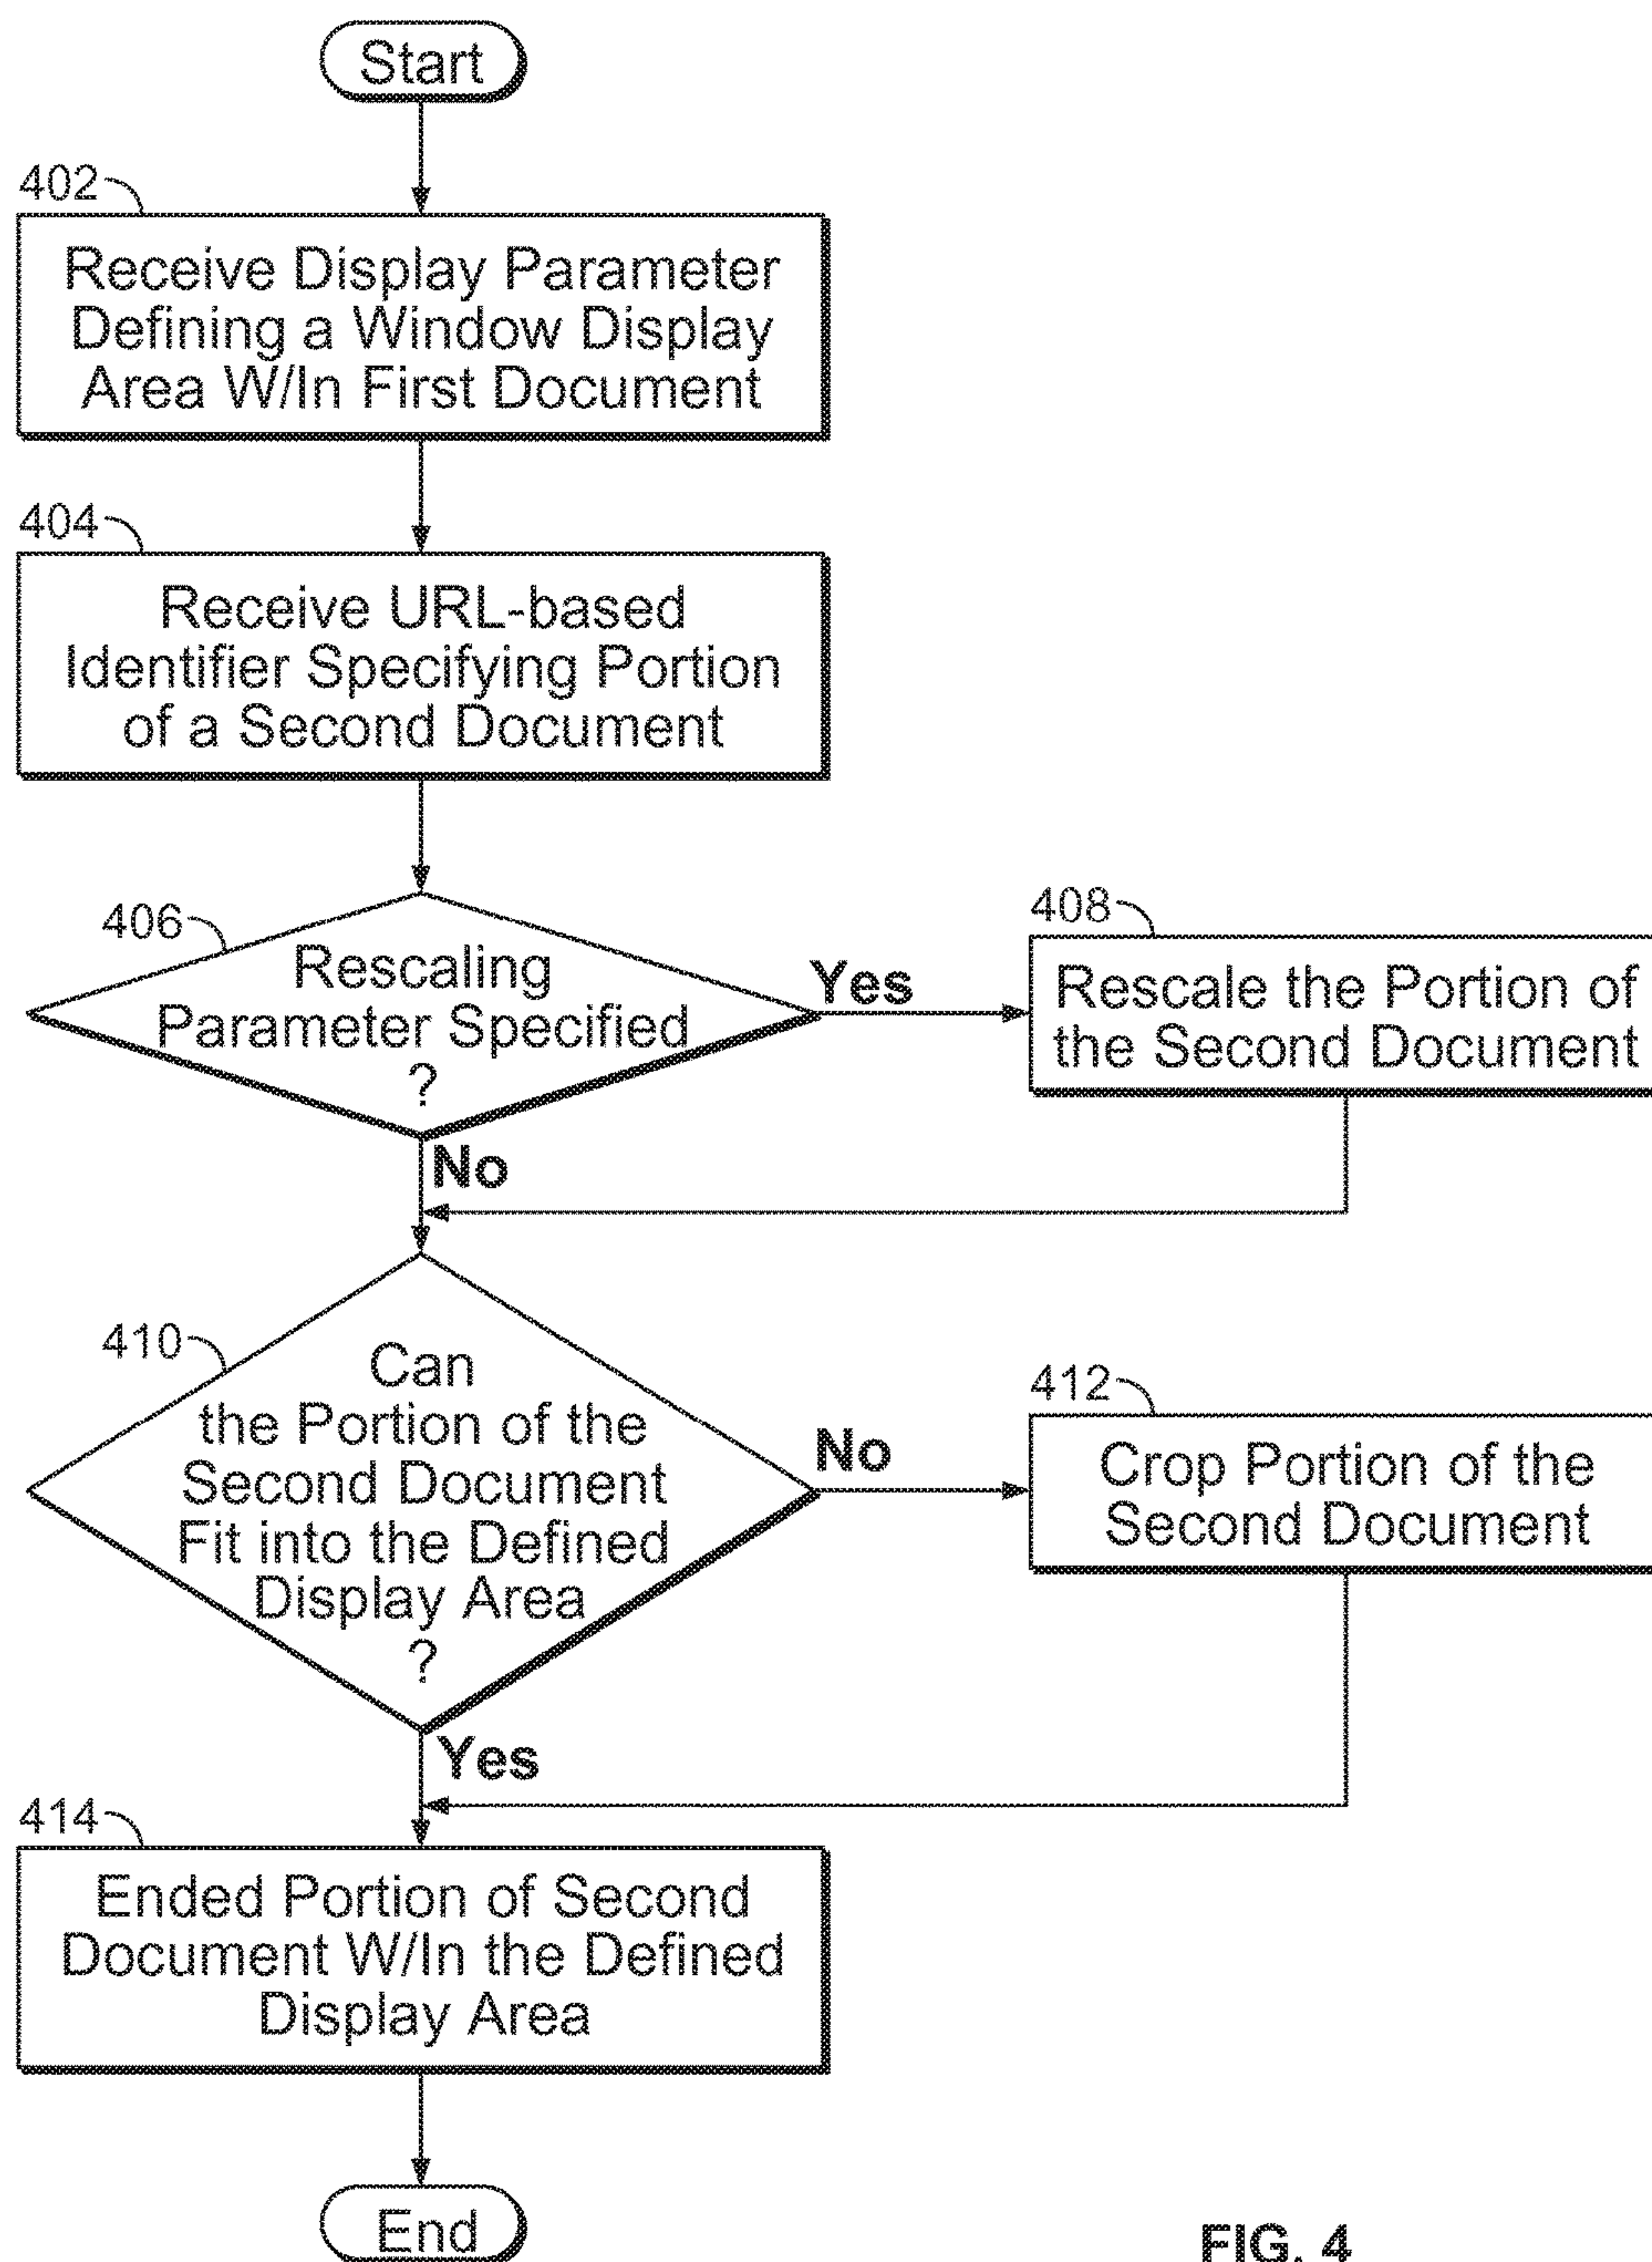 Start
402
Receive Display Parameter
Defining a Window Display
Area W/In First Document
404
Receive URL-based
Identifier Specifying Portion
of a Second Document
406
Rescaling
Parameter Specified
?
Yes
408
Rescale the Portion of
the Second Document
No
410
Can
the Portion of the
Second Document
Fit into the Defined
Display Area
?
No
412
Crop Portion of the
Second Document
Yes
414
Ended Portion of Second
Document W/In the Defined
Display Area
End
FIG. 4